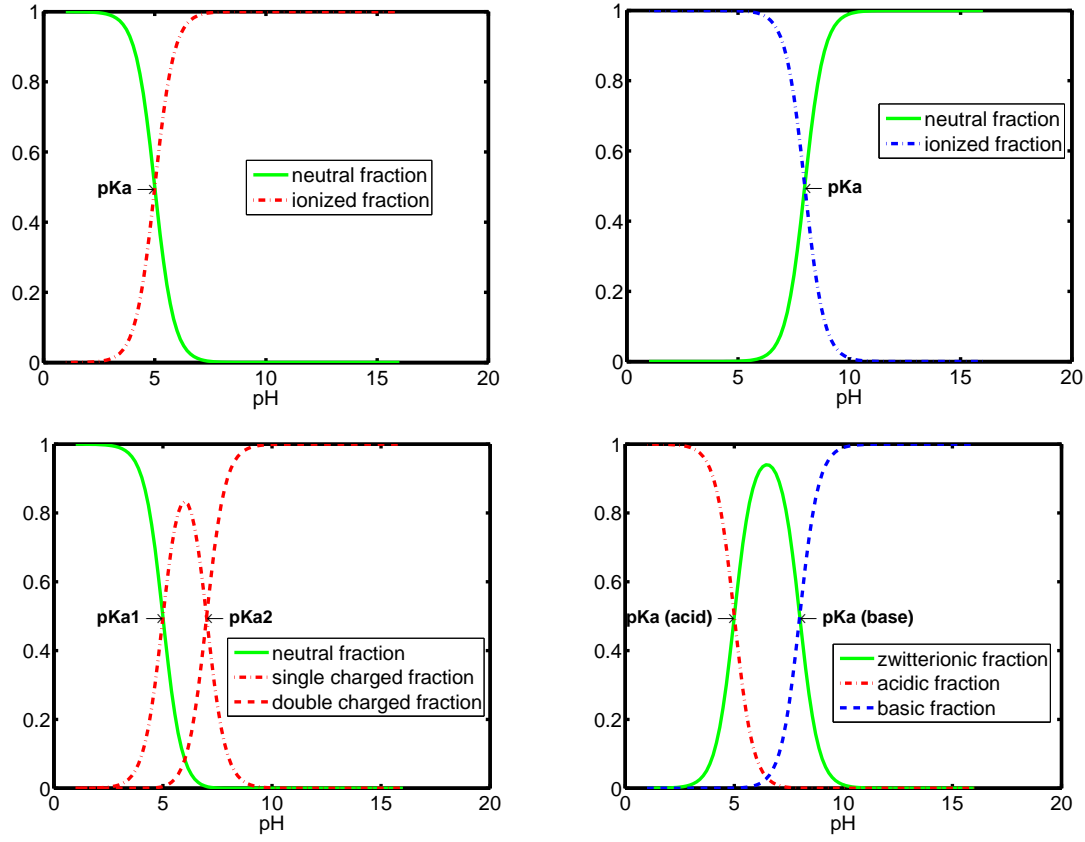 1
0.8
0.6
0.4
0.2
0
pKa
neutral fraction
ionized fraction
0 5 10 15 20
pH
1
0.8
0.6
0.4
0.2
0
neutral fraction
ionized fraction
pKa
0 5 10 15 20
pH
1
0.8
0.6
0.4
0.2
0
pKa1
pKa2
neutral fraction
single charged fraction
double charged fraction
0 5 10 15 20
pH
1
0.8
0.6
0.4
0.2
0
pKa (acid)
pKa (base)
zwitterionic fraction
acidic fraction
basic fraction
0 5 10 15 20
pH